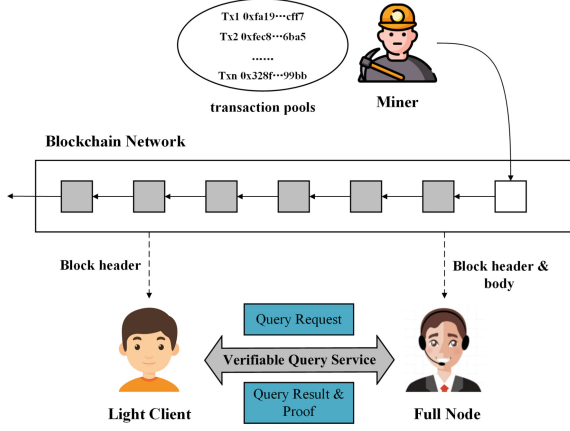 Tx1 0xfa19···cff7
Tx2 0xfec8···6ba5
......
Txn 0x328f···99bb
transaction pools
Miner
Blockchain Network
Block header
Block header &
body
Query Request
Verifiable Query Service
Query Result &
Proof
Light Client
Full Node